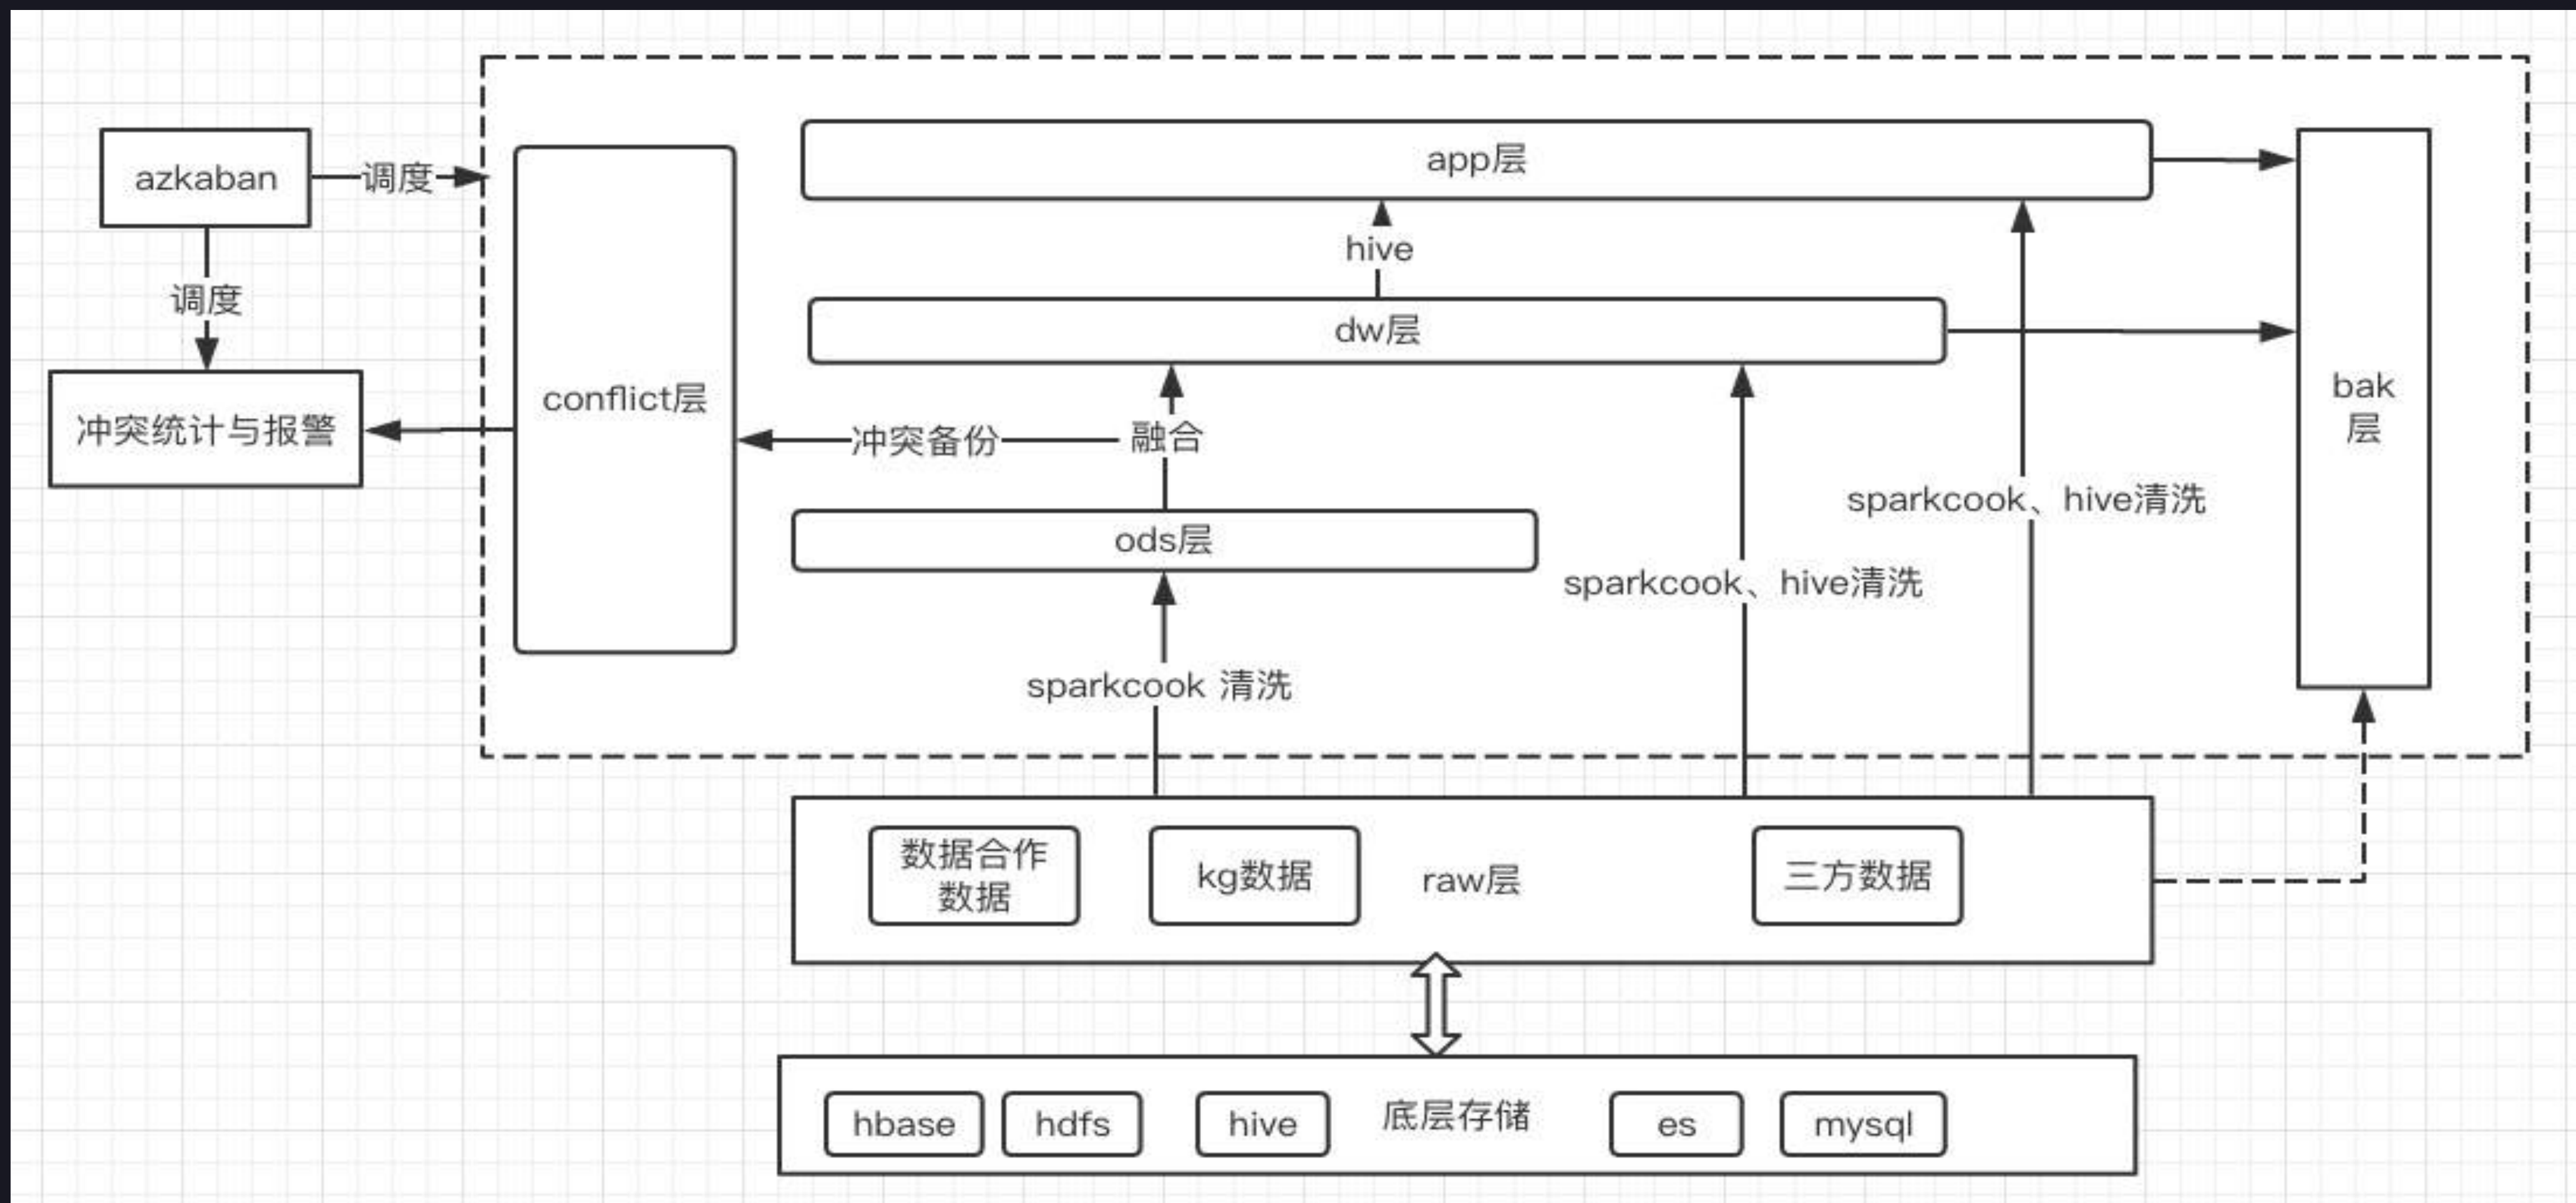 azkaban
调度
调度
冲突统计与报警
conflict层
app层
hive
dw层
冲突备份
融合
ods层
sparkcook 清洗
sparkcook、hive清洗
sparkcook、hive清洗
bak
层
数据合作
数据
kg数据
raw层
三方数据
hbase
hdfs
hive
底层存储
es
mysql